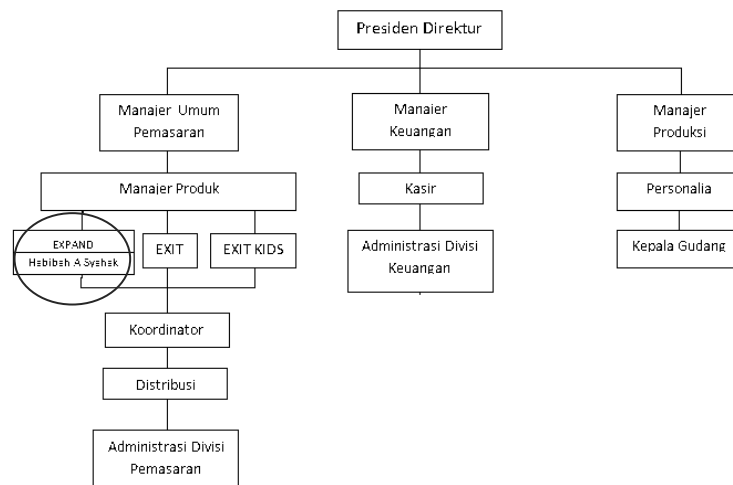 Presiden Direktur
Manajer Umum
Pemasaran
Manajer
Keuangan
Manajer
Produksi
Manajer Produk
Kasir
Personalia
EXPAND
Habibah A Syahak
EXIT
EXIT KIDS
Administrasi Divisi
Keuangan
Kepala Gudang
Koordinator
Distribusi
Administrasi Divisi
Pemasaran